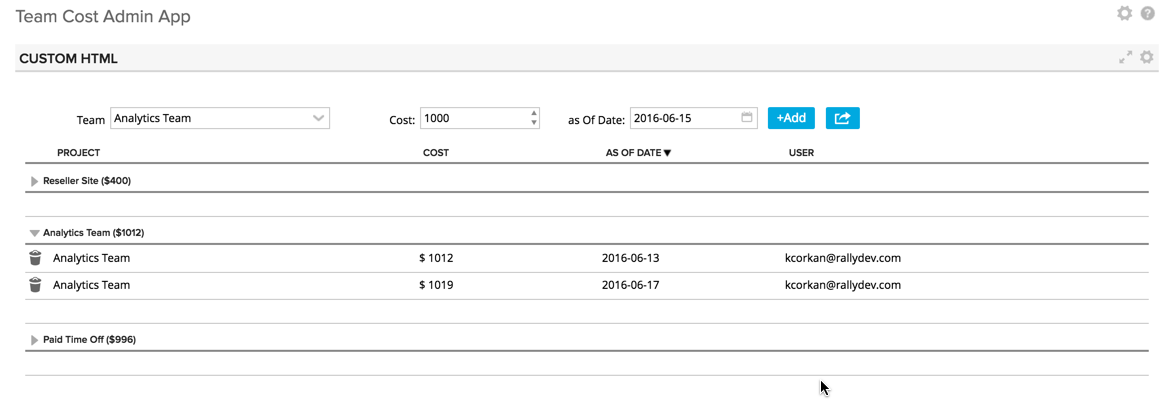 Team Cost Admin App
CUSTOM HTML
Team Analytics Team Cost: 1000 as Of Date: 2016-06-15 +Add
PROJECT COST AS OF DATE▼ USER
Reseller Site ($400)
Analytics Team ($1012)
Analytics Team $ 1012 2016-06-13 kcorkan@rallydev.com
Analytics Team $ 1019 2016-06-17 kcorkan@rallydev.com
Paid Time Off ($996)